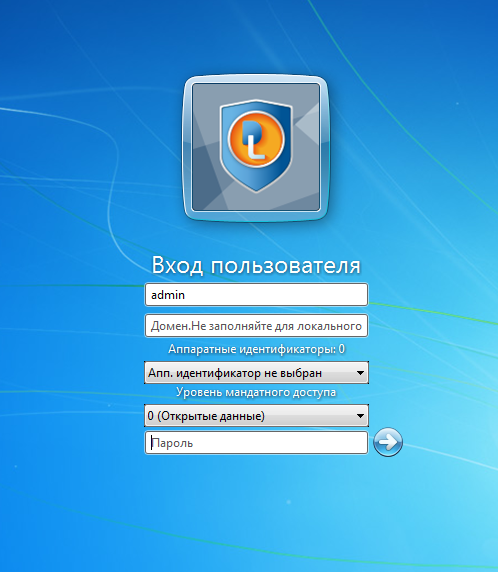 DL
Вход пользователя
admin
Домен.Не заполняйте для локального
Аппаратные идентификаторы: 0
Апп. идентификатор не выбран
Уровень мандатного доступа
0 (Открытые данные)
Пароль